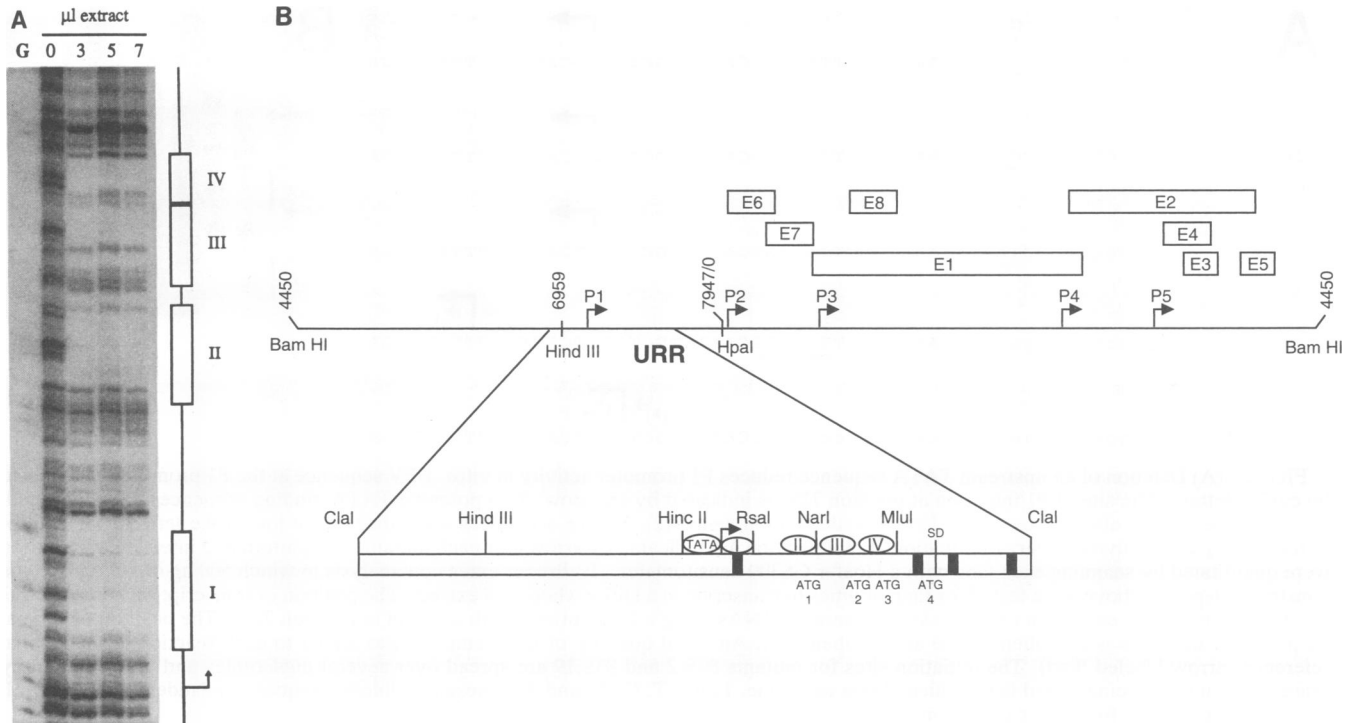 A
µl extract
G 0 3 5 7
IV
III
II
I
B
E6 E8 E2
E7 E4
E1 E3 E5
4450 6959 P1 7947/0 P2 P3 P4 P5 4450
Bam HI Hind III URR HpaI Bam HI
ClaI Hind III Hinc II RsaI NarI MluI SD ClaI
TATA I II III IV
ATG ATG ATG ATG
1 2 3 4